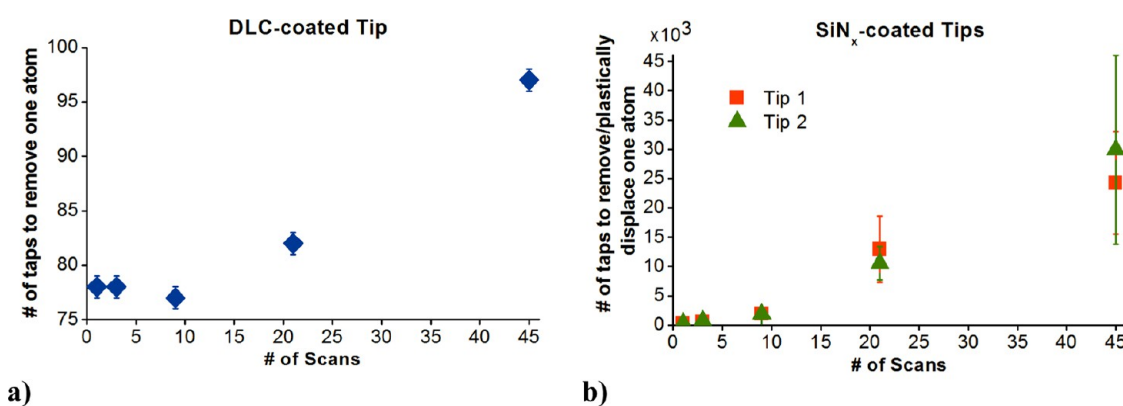 DLC-coated Tip
# of taps to remove one atom
100
95
90
85
80
75
0 5 10 15 20 25 30 35 40 45
# of Scans
a)
SiNx-coated Tips
x10³
# of taps to remove/plastically
displace one atom
45
40
35
30
25
20
15
10
5
0
Tip 1
Tip 2
0 5 10 15 20 25 30 35 40 45
# of Scans
b)